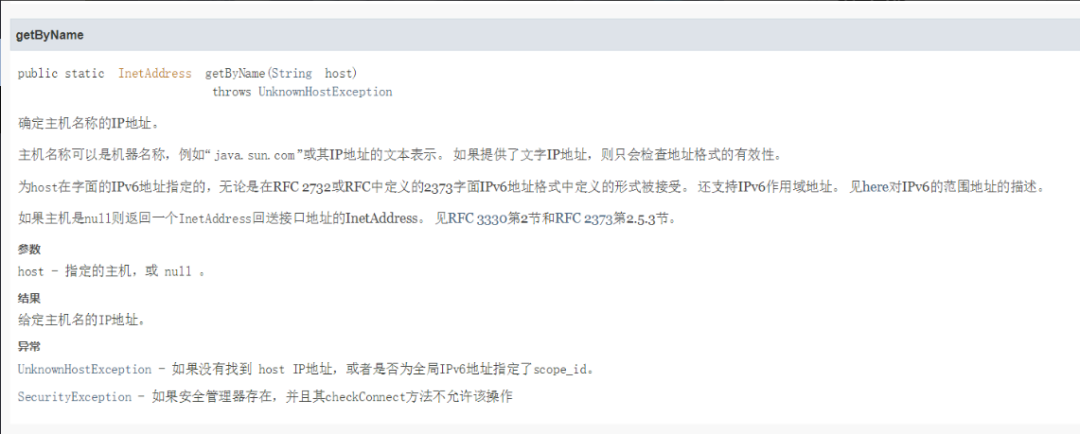 getByName
public static InetAddress getByName(String host)
throws UnknownHostException
确定主机名称的IP地址。
主机名称可以是机器名称，例如“ java.sun.com ”或其IP地址的文本表示。 如果提供了文字IP地址，则只会检查地址格式的有效性。
为host在字面的IPv6地址指定的，无论是在RFC 2732或RFC中定义的2373字面IPv6地址格式中定义的形式被接受。 还支持IPv6作用域地址。 见here对IPv6的范围地址的描述。
如果主机是null则返回一个InetAddress回送接口地址的InetAddress。 见RFC 3330第2节和RFC 2373第2.5.3节。
参数
host - 指定的主机，或 null 。
结果
给定主机名的IP地址。
异常
UnknownHostException - 如果没有找到 host IP地址，或者是否为全局IPv6地址指定了scope_id。
SecurityException - 如果安全管理器存在，并且其checkConnect方法不允许该操作